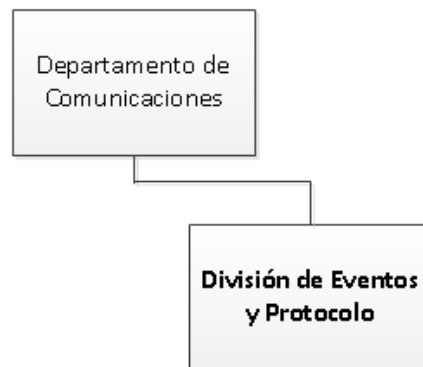 Departamento de
Comunicaciones
División de Eventos
y Protocolo